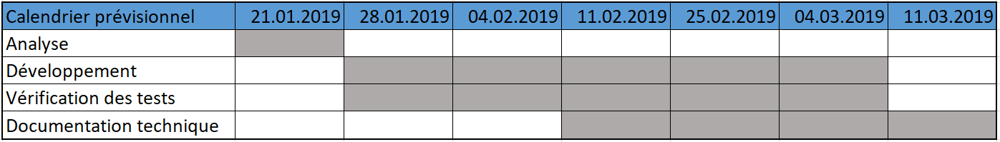 Calendrier prévisionnel 21.01.2019 28.01.2019 04.02.2019 11.02.2019 25.02.2019 04.03.2019 11.03.2019
Analyse
Développement
Vérification des tests
Documentation technique